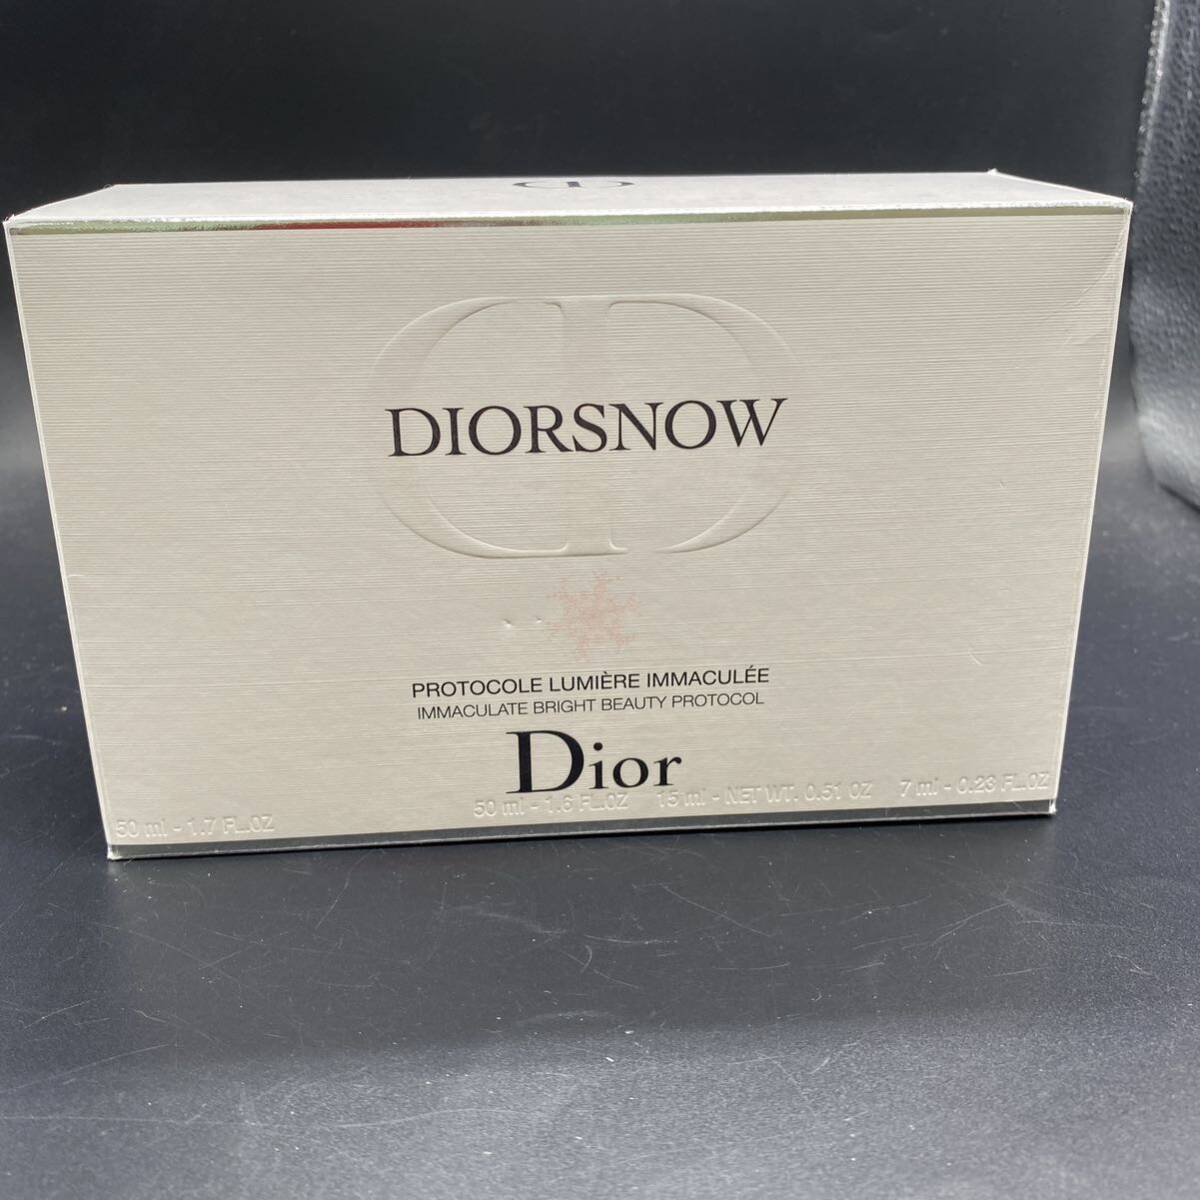 DIORSNOW
PROTOCOLE LUMIÈRE IMMACULÉE
IMMACULATE BRIGHT BEAUTY PROTOCOL
Dior
50 ml - 1.7 FL.OZ 50 ml - 1.6 FL.OZ 15 ml - NET WT. 0.51 OZ 7 ml - 0.23 FL.OZ